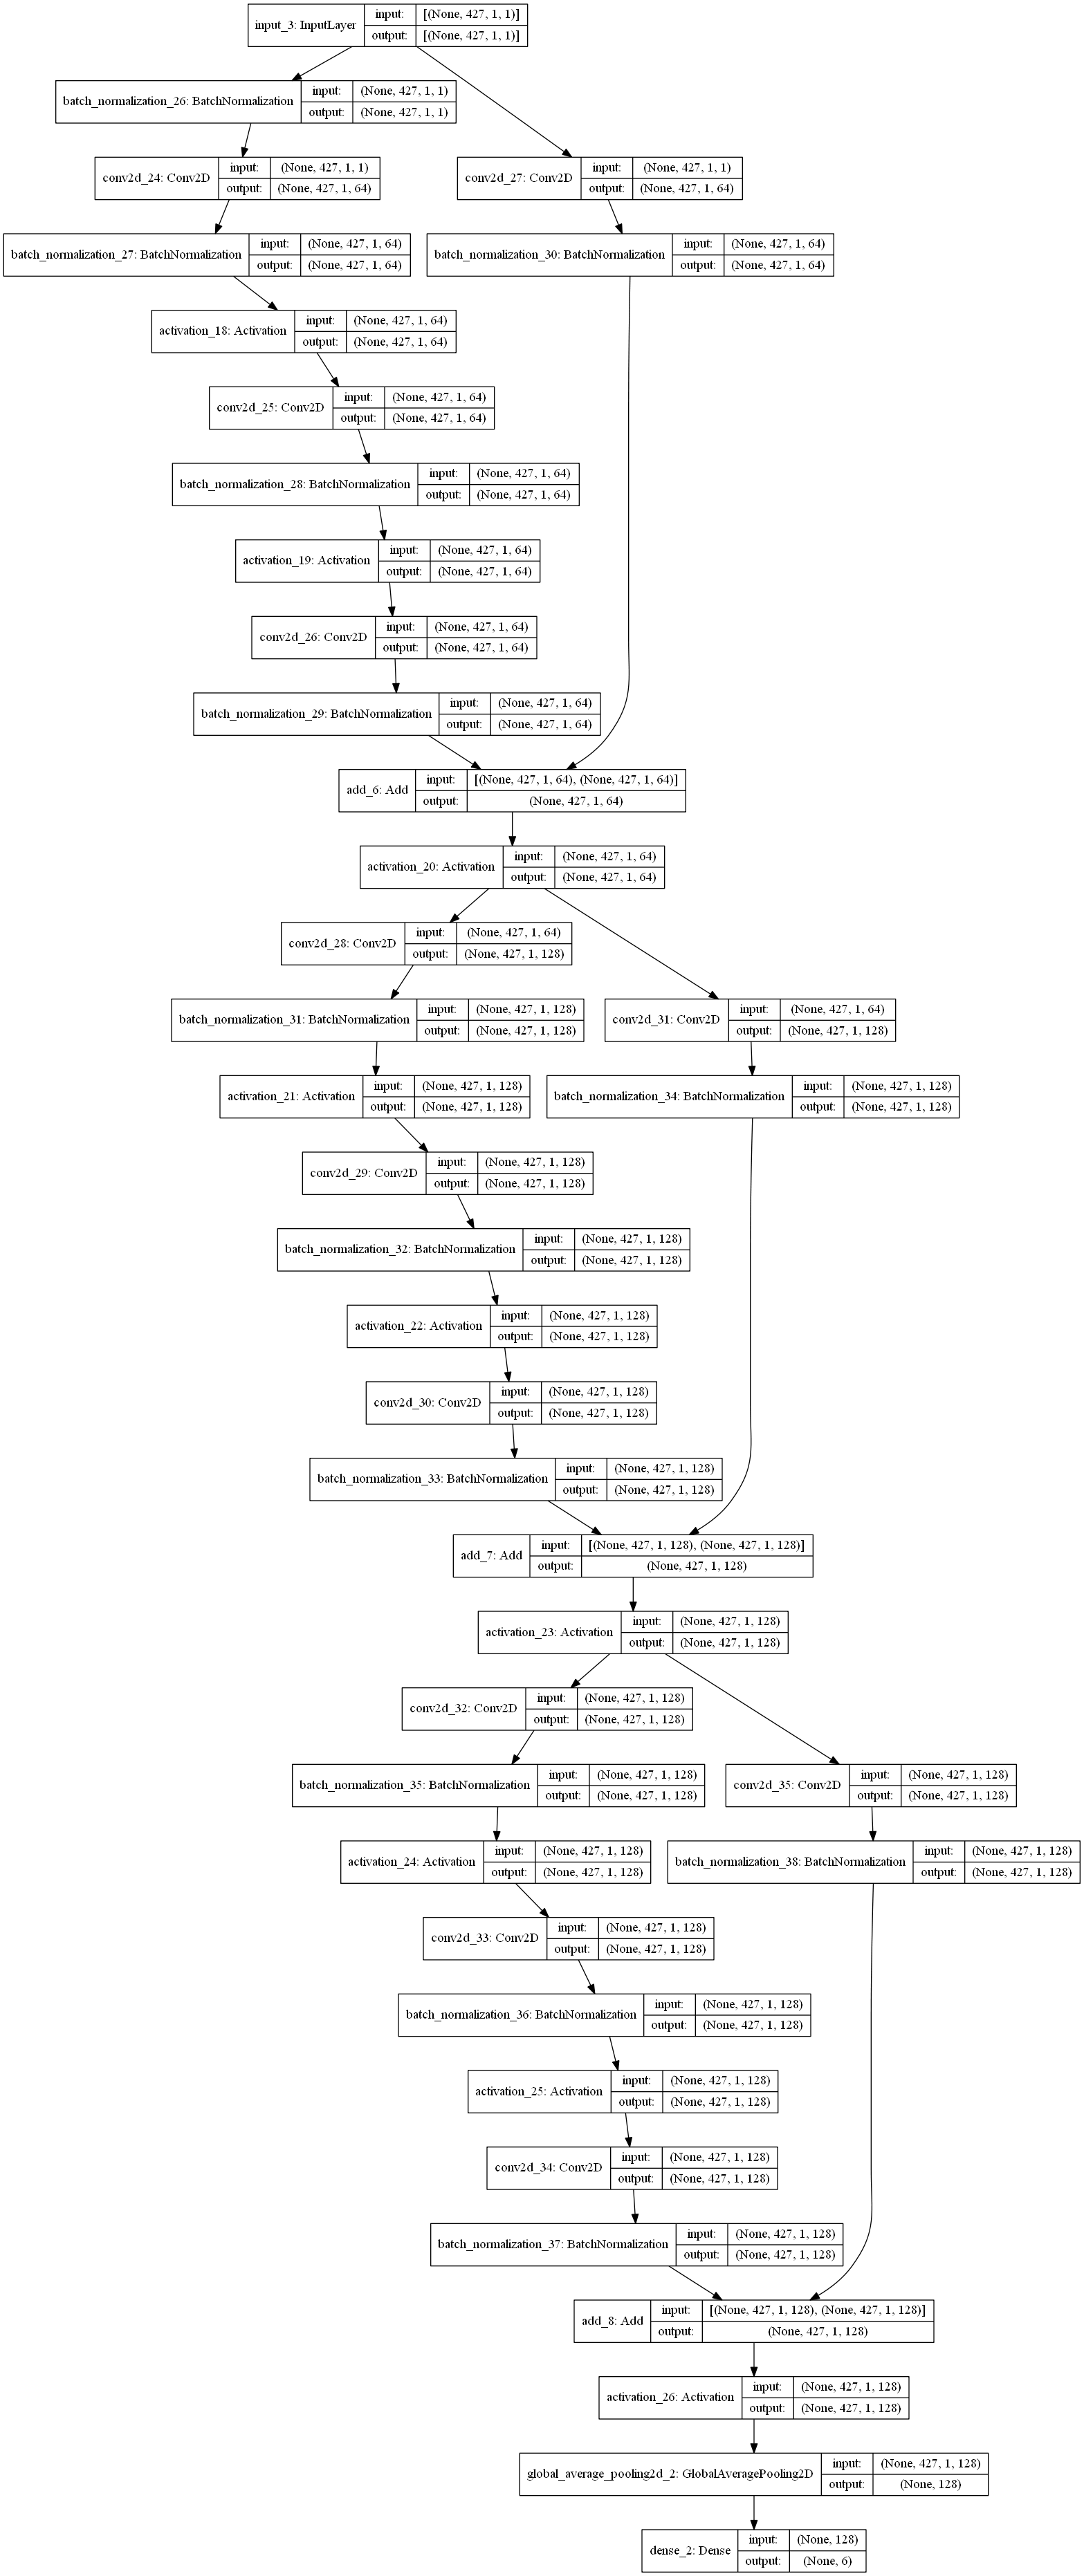 input_3: InputLayer
input: [(None, 427, 1, 1)]
output: [(None, 427, 1, 1)]
batch_normalization_26: BatchNormalization
input: (None, 427, 1, 1)
output: (None, 427, 1, 1)
conv2d_24: Conv2D
input: (None, 427, 1, 1)
output: (None, 427, 1, 64)
conv2d_27: Conv2D
input: (None, 427, 1, 1)
output: (None, 427, 1, 64)
batch_normalization_27: BatchNormalization
input: (None, 427, 1, 64)
output: (None, 427, 1, 64)
batch_normalization_30: BatchNormalization
input: (None, 427, 1, 64)
output: (None, 427, 1, 64)
activation_18: Activation
input: (None, 427, 1, 64)
output: (None, 427, 1, 64)
conv2d_25: Conv2D
input: (None, 427, 1, 64)
output: (None, 427, 1, 64)
batch_normalization_28: BatchNormalization
input: (None, 427, 1, 64)
output: (None, 427, 1, 64)
activation_19: Activation
input: (None, 427, 1, 64)
output: (None, 427, 1, 64)
conv2d_26: Conv2D
input: (None, 427, 1, 64)
output: (None, 427, 1, 64)
batch_normalization_29: BatchNormalization
input: (None, 427, 1, 64)
output: (None, 427, 1, 64)
add_6: Add
input: [(None, 427, 1, 64), (None, 427, 1, 64)]
output: (None, 427, 1, 64)
activation_20: Activation
input: (None, 427, 1, 64)
output: (None, 427, 1, 64)
conv2d_28: Conv2D
input: (None, 427, 1, 64)
output: (None, 427, 1, 128)
batch_normalization_31: BatchNormalization
input: (None, 427, 1, 128)
output: (None, 427, 1, 128)
conv2d_31: Conv2D
input: (None, 427, 1, 64)
output: (None, 427, 1, 128)
activation_21: Activation
input: (None, 427, 1, 128)
output: (None, 427, 1, 128)
batch_normalization_34: BatchNormalization
input: (None, 427, 1, 128)
output: (None, 427, 1, 128)
conv2d_29: Conv2D
input: (None, 427, 1, 128)
output: (None, 427, 1, 128)
batch_normalization_32: BatchNormalization
input: (None, 427, 1, 128)
output: (None, 427, 1, 128)
activation_22: Activation
input: (None, 427, 1, 128)
output: (None, 427, 1, 128)
conv2d_30: Conv2D
input: (None, 427, 1, 128)
output: (None, 427, 1, 128)
batch_normalization_33: BatchNormalization
input: (None, 427, 1, 128)
output: (None, 427, 1, 128)
add_7: Add
input: [(None, 427, 1, 128), (None, 427, 1, 128)]
output: (None, 427, 1, 128)
activation_23: Activation
input: (None, 427, 1, 128)
output: (None, 427, 1, 128)
conv2d_32: Conv2D
input: (None, 427, 1, 128)
output: (None, 427, 1, 128)
batch_normalization_35: BatchNormalization
input: (None, 427, 1, 128)
output: (None, 427, 1, 128)
conv2d_35: Conv2D
input: (None, 427, 1, 128)
output: (None, 427, 1, 128)
activation_24: Activation
input: (None, 427, 1, 128)
output: (None, 427, 1, 128)
batch_normalization_38: BatchNormalization
input: (None, 427, 1, 128)
output: (None, 427, 1, 128)
conv2d_33: Conv2D
input: (None, 427, 1, 128)
output: (None, 427, 1, 128)
batch_normalization_36: BatchNormalization
input: (None, 427, 1, 128)
output: (None, 427, 1, 128)
activation_25: Activation
input: (None, 427, 1, 128)
output: (None, 427, 1, 128)
conv2d_34: Conv2D
input: (None, 427, 1, 128)
output: (None, 427, 1, 128)
batch_normalization_37: BatchNormalization
input: (None, 427, 1, 128)
output: (None, 427, 1, 128)
add_8: Add
input: [(None, 427, 1, 128), (None, 427, 1, 128)]
output: (None, 427, 1, 128)
activation_26: Activation
input: (None, 427, 1, 128)
output: (None, 427, 1, 128)
global_average_pooling2d_2: GlobalAveragePooling2D
input: (None, 427, 1, 128)
output: (None, 128)
dense_2: Dense
input: (None, 128)
output: (None, 6)